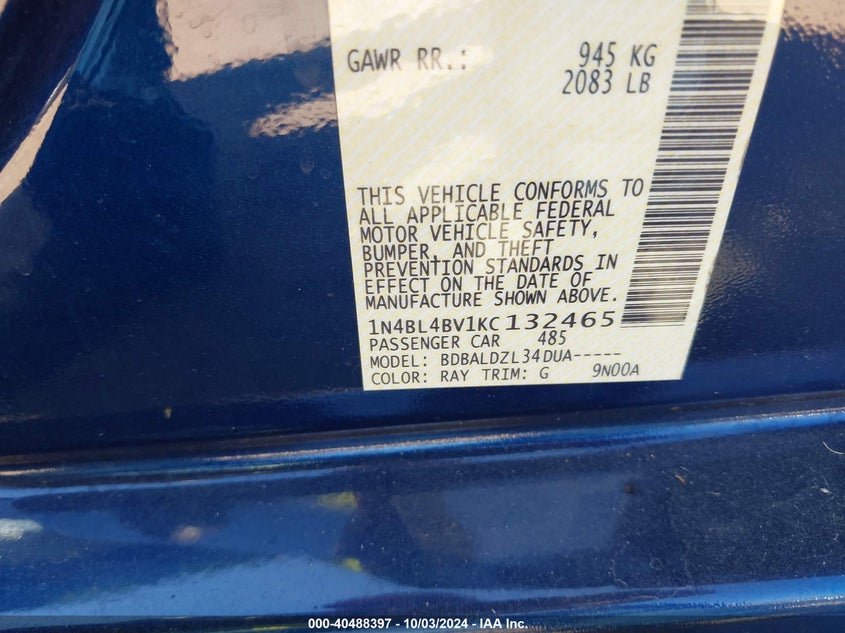 GAWR RR.: 945 KG
2083 LB
THIS VEHICLE CONFORMS TO
ALL APPLICABLE FEDERAL
MOTOR VEHICLE SAFETY,
BUMPER, AND THEFT
PREVENTION STANDARDS IN
EFFECT ON THE DATE OF
MANUFACTURE SHOWN ABOVE.
1N4BL4BV1KC132465
PASSENGER CAR 485
MODEL: BDBALDZL34DUA-----
COLOR: RAY TRIM: G 9N00A
000-40488397 - 10/03/2024 - IAA Inc.